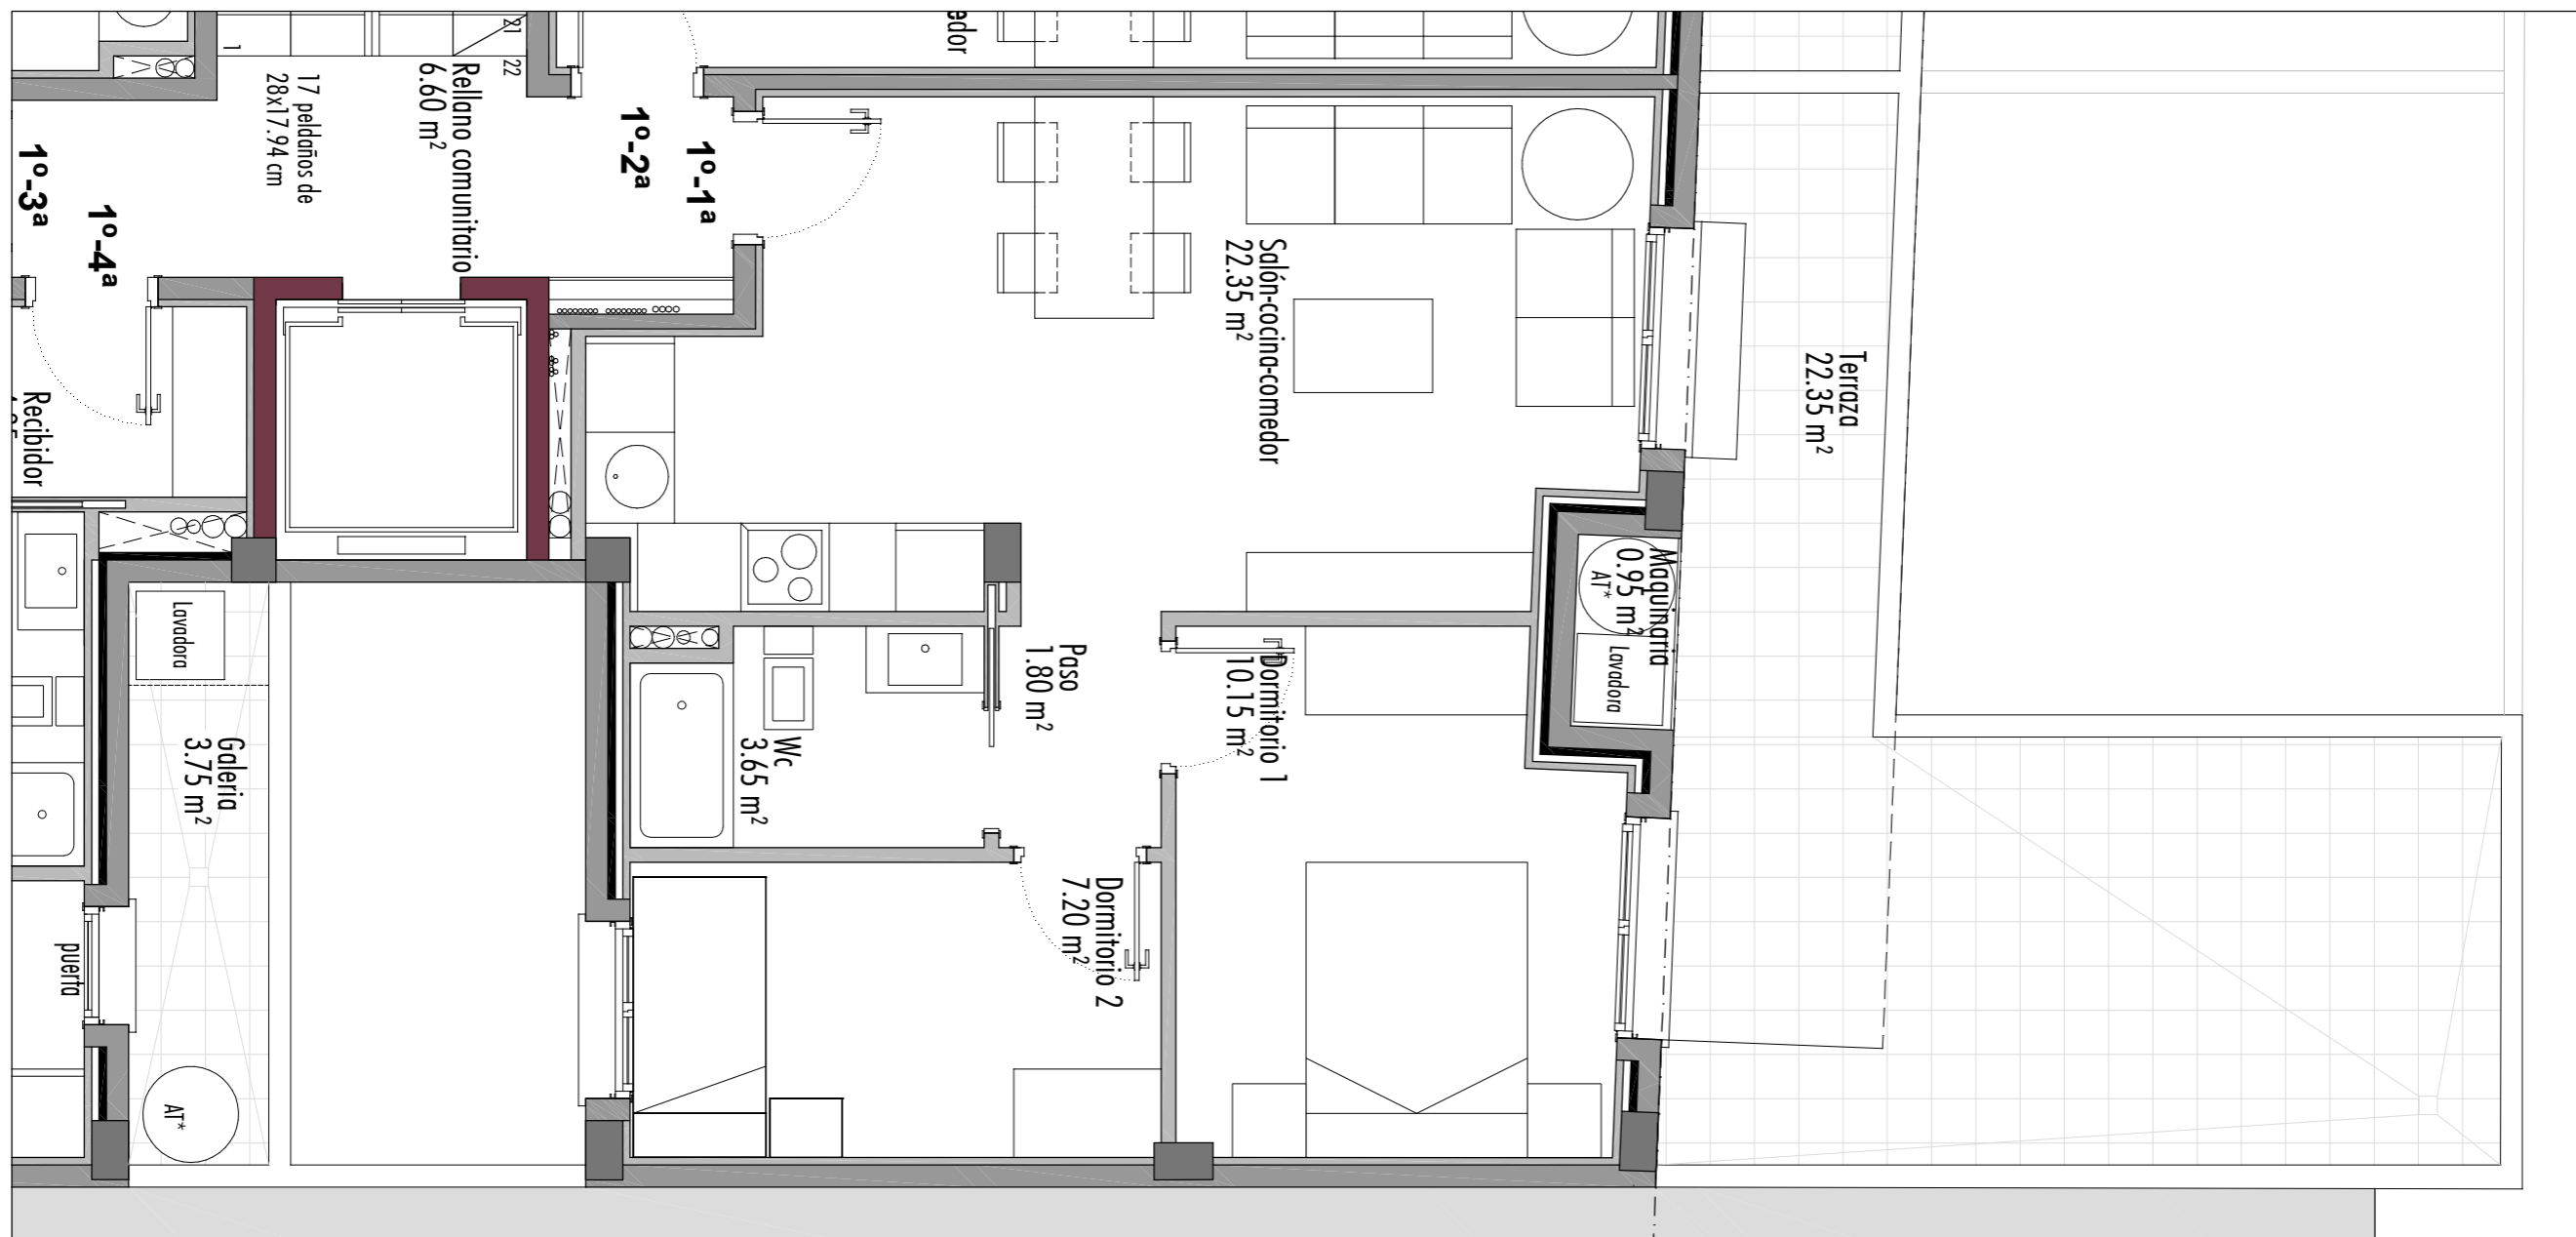 edor
21
22
1
17 peldaños de
28x17.94 cm
Rellano comunitario
6.60 m²
1º-2ª
1º-1ª
1º-3ª
1º-4ª
Salón-cocina-comedor
22.35 m²
Terraza
22.35 m²
Recibidor
Maquinaria
0.95 m²
AT*
Lavadora
Lavadora
Paso
1.80 m²
Dormitorio 1
10.15 m²
Wc
3.65 m²
Galeria
3.75 m²
Dormitorio 2
7.20 m²
puerta
AT*